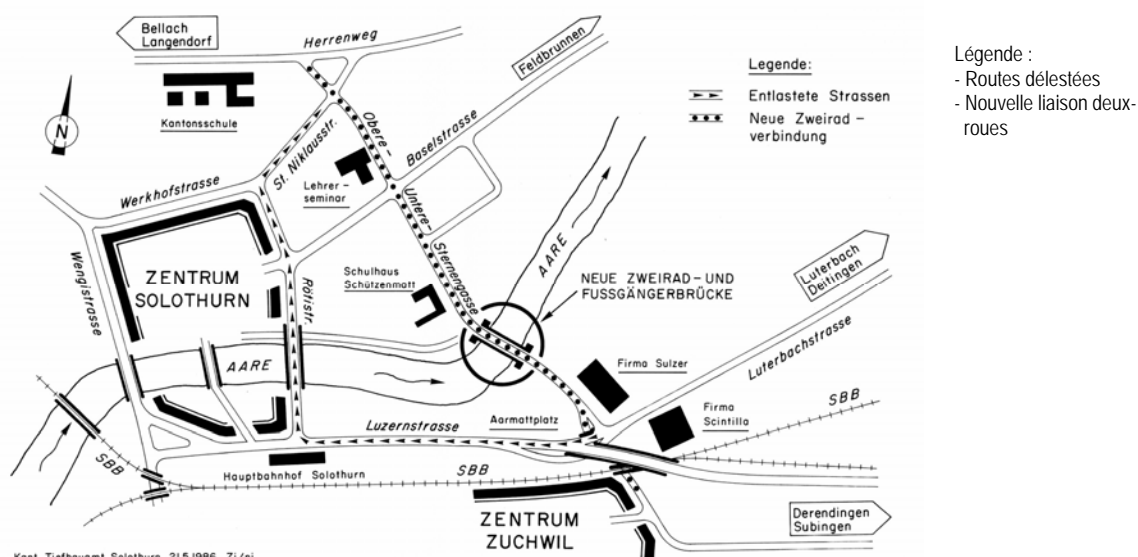 Bellach
Langendorf
Herrenweg
Feldbrunnen
Legende:
Entlastete Strassen
Neue Zweirad –
verbindung
Légende :
- Routes délestées
- Nouvelle liaison deux-
roues
N
Kantonsschule
St. Niklausstr.
Obere-
Baselstrasse
Lehrer –
seminar
Werkhofstrasse
Untere-
Sternengasse
AARE
Wengistrasse
ZENTRUM
SOLOTHURN
Rötistr.
Schulhaus
Schützenmatt
NEUE ZWEIRAD – UND
FUSSGÄNGERBRÜCKE
Luterbach
Deitingen
Luterbachstrasse
AARE
Firma Sulzer
SBB
Firma
Scintilla
Aarmattplatz
Luzernstrasse
SBB
Hauptbahnhof Solothurn
SBB
ZENTRUM
ZUCHWIL
Derendingen
Subingen
Kant. Tiefbauamt Solothurn